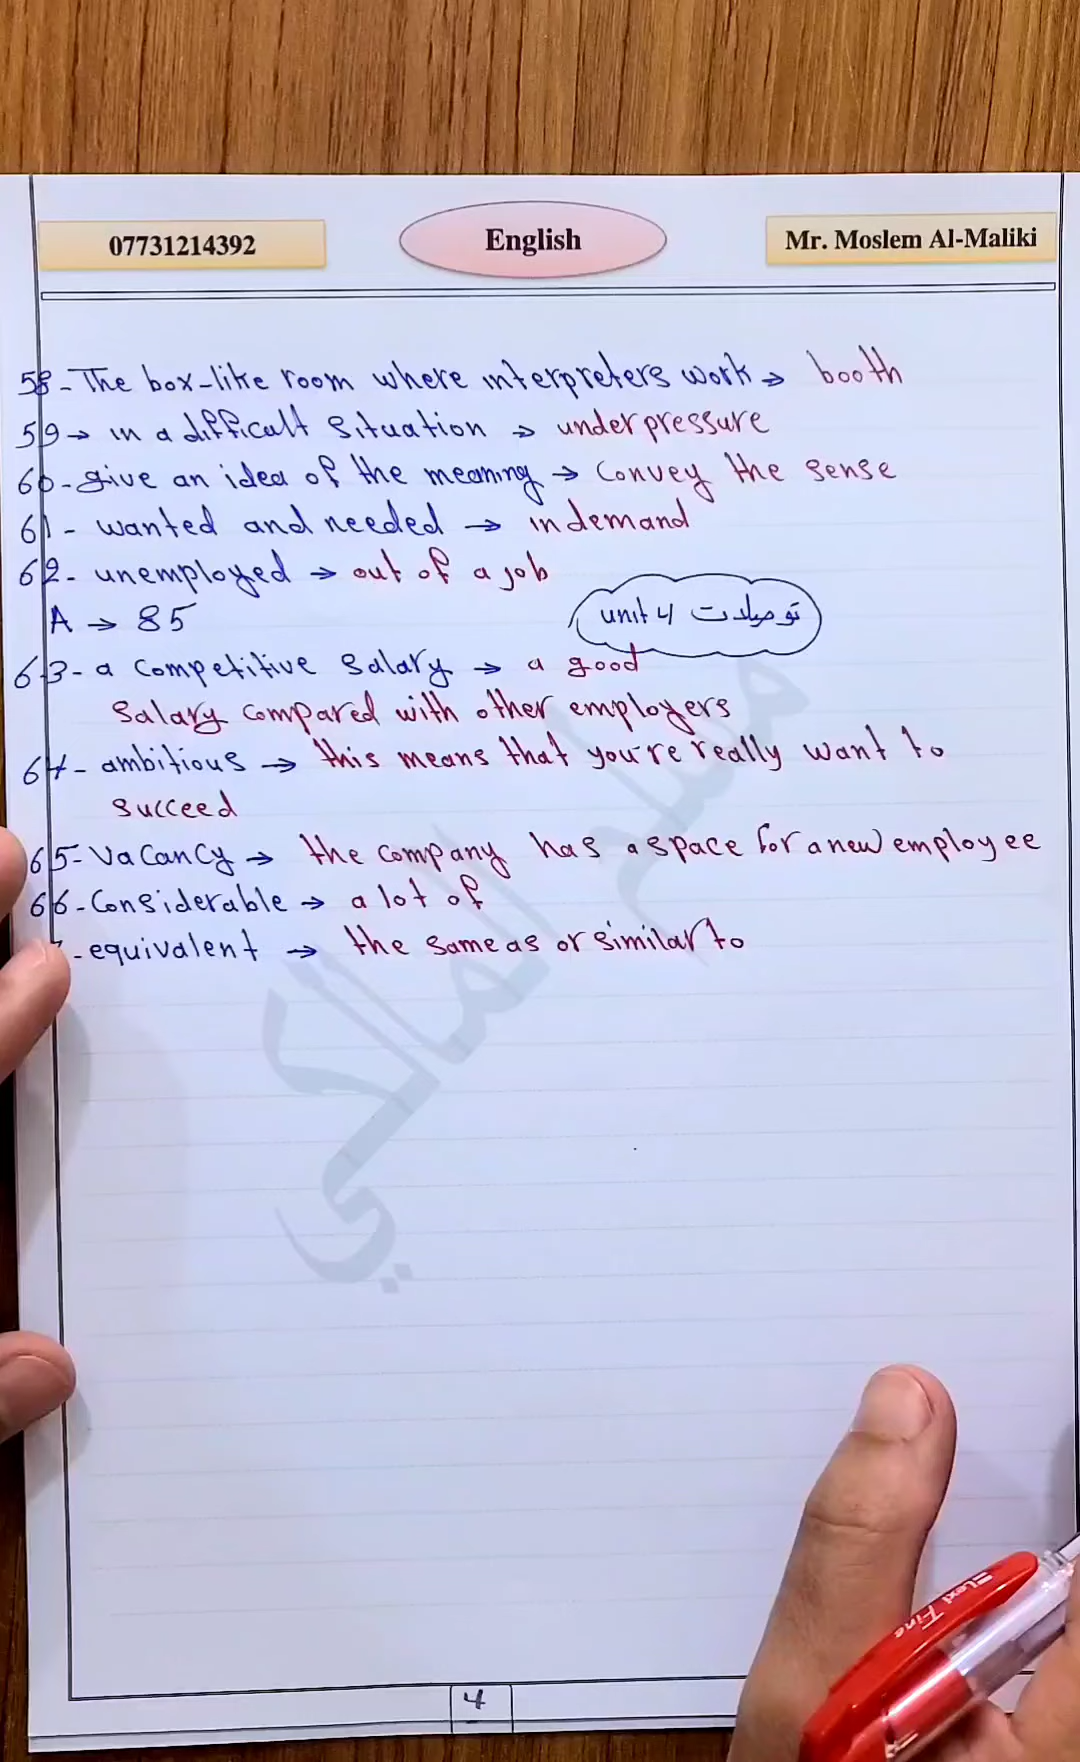 07731214392
English
Mr. Moslem Al-Maliki
58-The box-like room where interpreters work → booth
59→ in a difficult situation → under pressure
60-give an idea of the meaning → Convey the sense
61- wanted and needed → in demand
62- unemployed → out of a job
A → 85
unit 4 توصيلات
63- a competitive salary → a good
salary compared with other employers
64- ambitious → this means that you're really want to
succeed
65-Vacancy → the company has a space for a new employee
66-Considerable → a lot of
- equivalent → the same as or similar to
مسلم المالكي
4
Lexi Fine